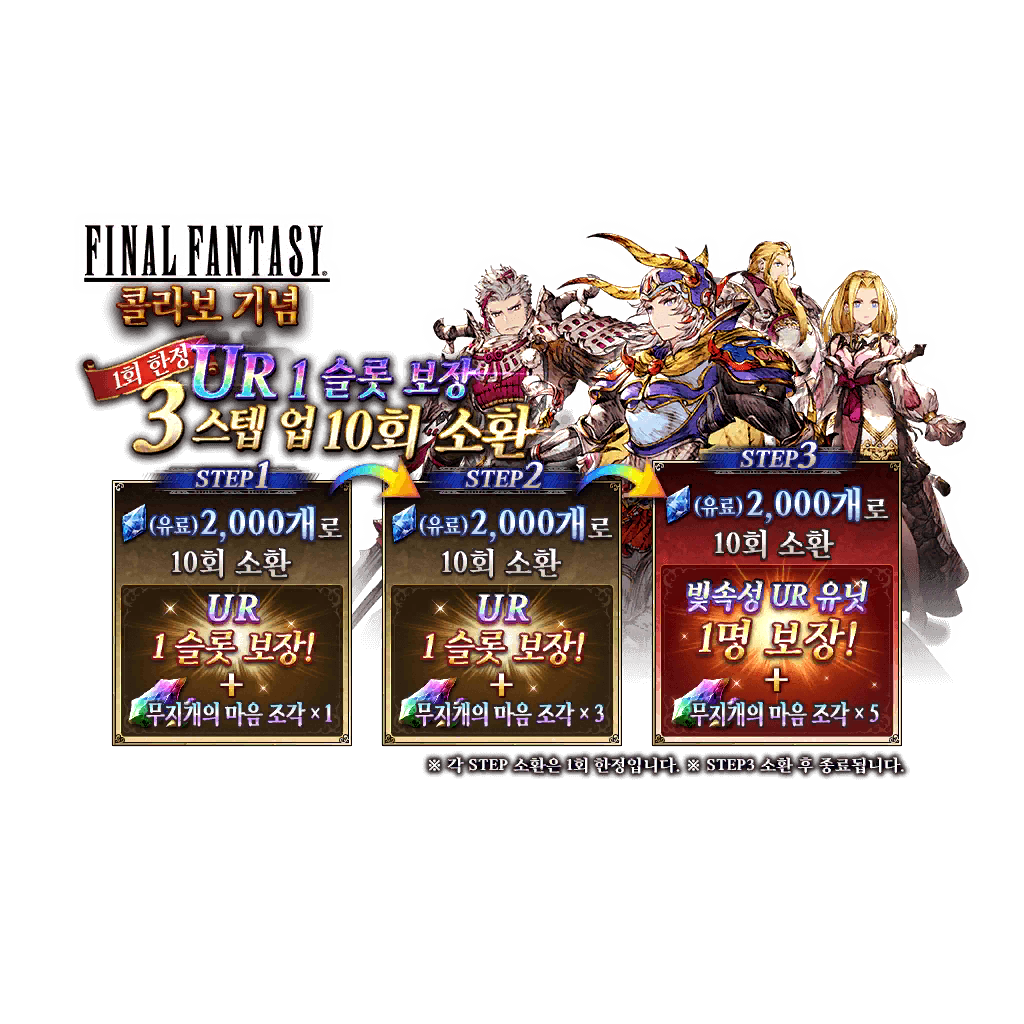 FINAL FANTASY®
콜라보 기념
1회 한정
UR 1 슬롯 보장
3 스텝 업 10회 소환
STEP1
(유료)2,000개로
10회 소환
UR
1 슬롯 보장!
+
무지개의 마음 조각 ×1
STEP2
(유료)2,000개로
10회 소환
UR
1 슬롯 보장!
+
무지개의 마음 조각 ×3
STEP3
(유료)2,000개로
10회 소환
빛속성 UR 유닛
1명 보장!
+
무지개의 마음 조각 ×5
※ 각 STEP 소환은 1회 한정입니다. ※ STEP3 소환 후 종료됩니다.